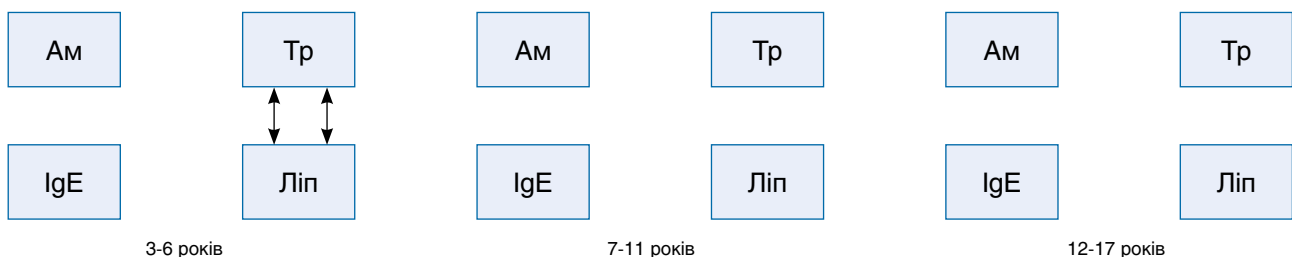 Ам Тр Ам Тр Ам Тр
IgE Ліп IgE Ліп IgE Ліп
3-6 років 7-11 років 12-17 років